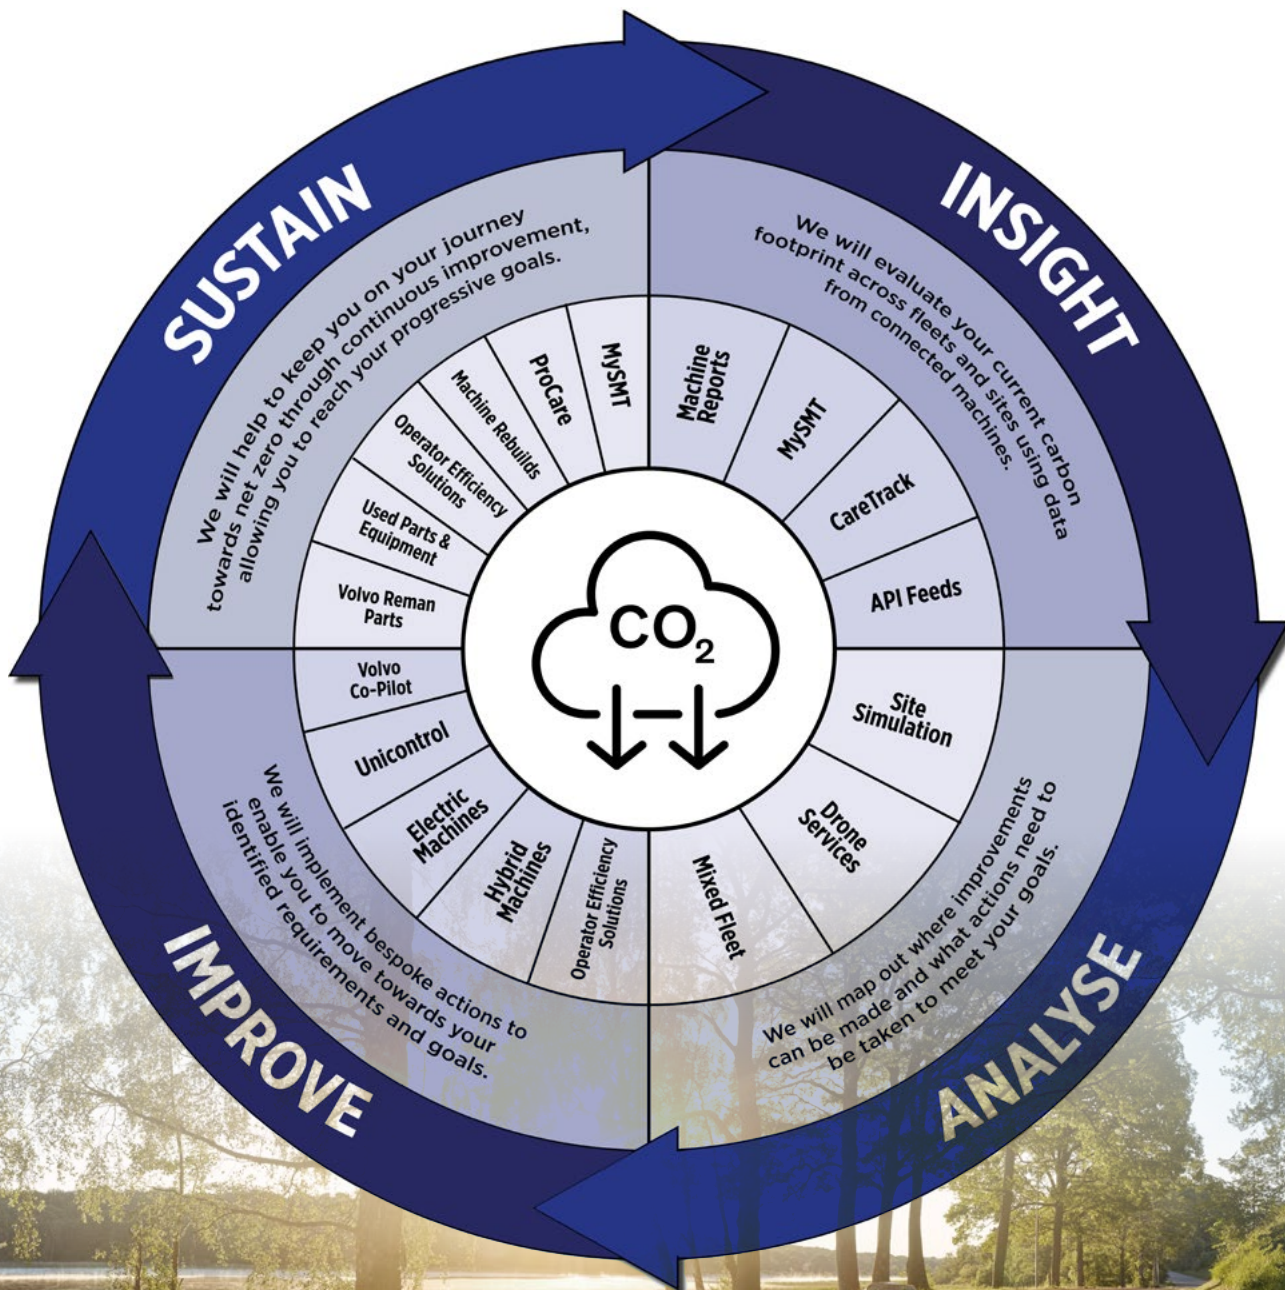 SUSTAIN
We will help to keep you on your journey
towards net zero through continuous improvement,
allowing you to reach your progressive goals.
Volvo Reman
Parts
Used Parts &
Equipment
Operator Efficiency
Solutions
Machine Rebuilds
ProCare
MySMT
INSIGHT
We will evaluate your current carbon
footprint across fleets and sites using data
from connected machines.
Machine
Reports
MySMT
CareTrack
API Feeds
ANALYSE
We will map out where improvements
can be made and what actions need to
be taken to meet your goals.
Site
Simulation
Drone
Services
Mixed Fleet
IMPROVE
We will implement bespoke actions to
enable you to move towards your
identified requirements and goals.
Operator Efficiency
Solutions
Hybrid
Machines
Electric
Machines
Unicontrol
Volvo
Co-Pilot
CO₂